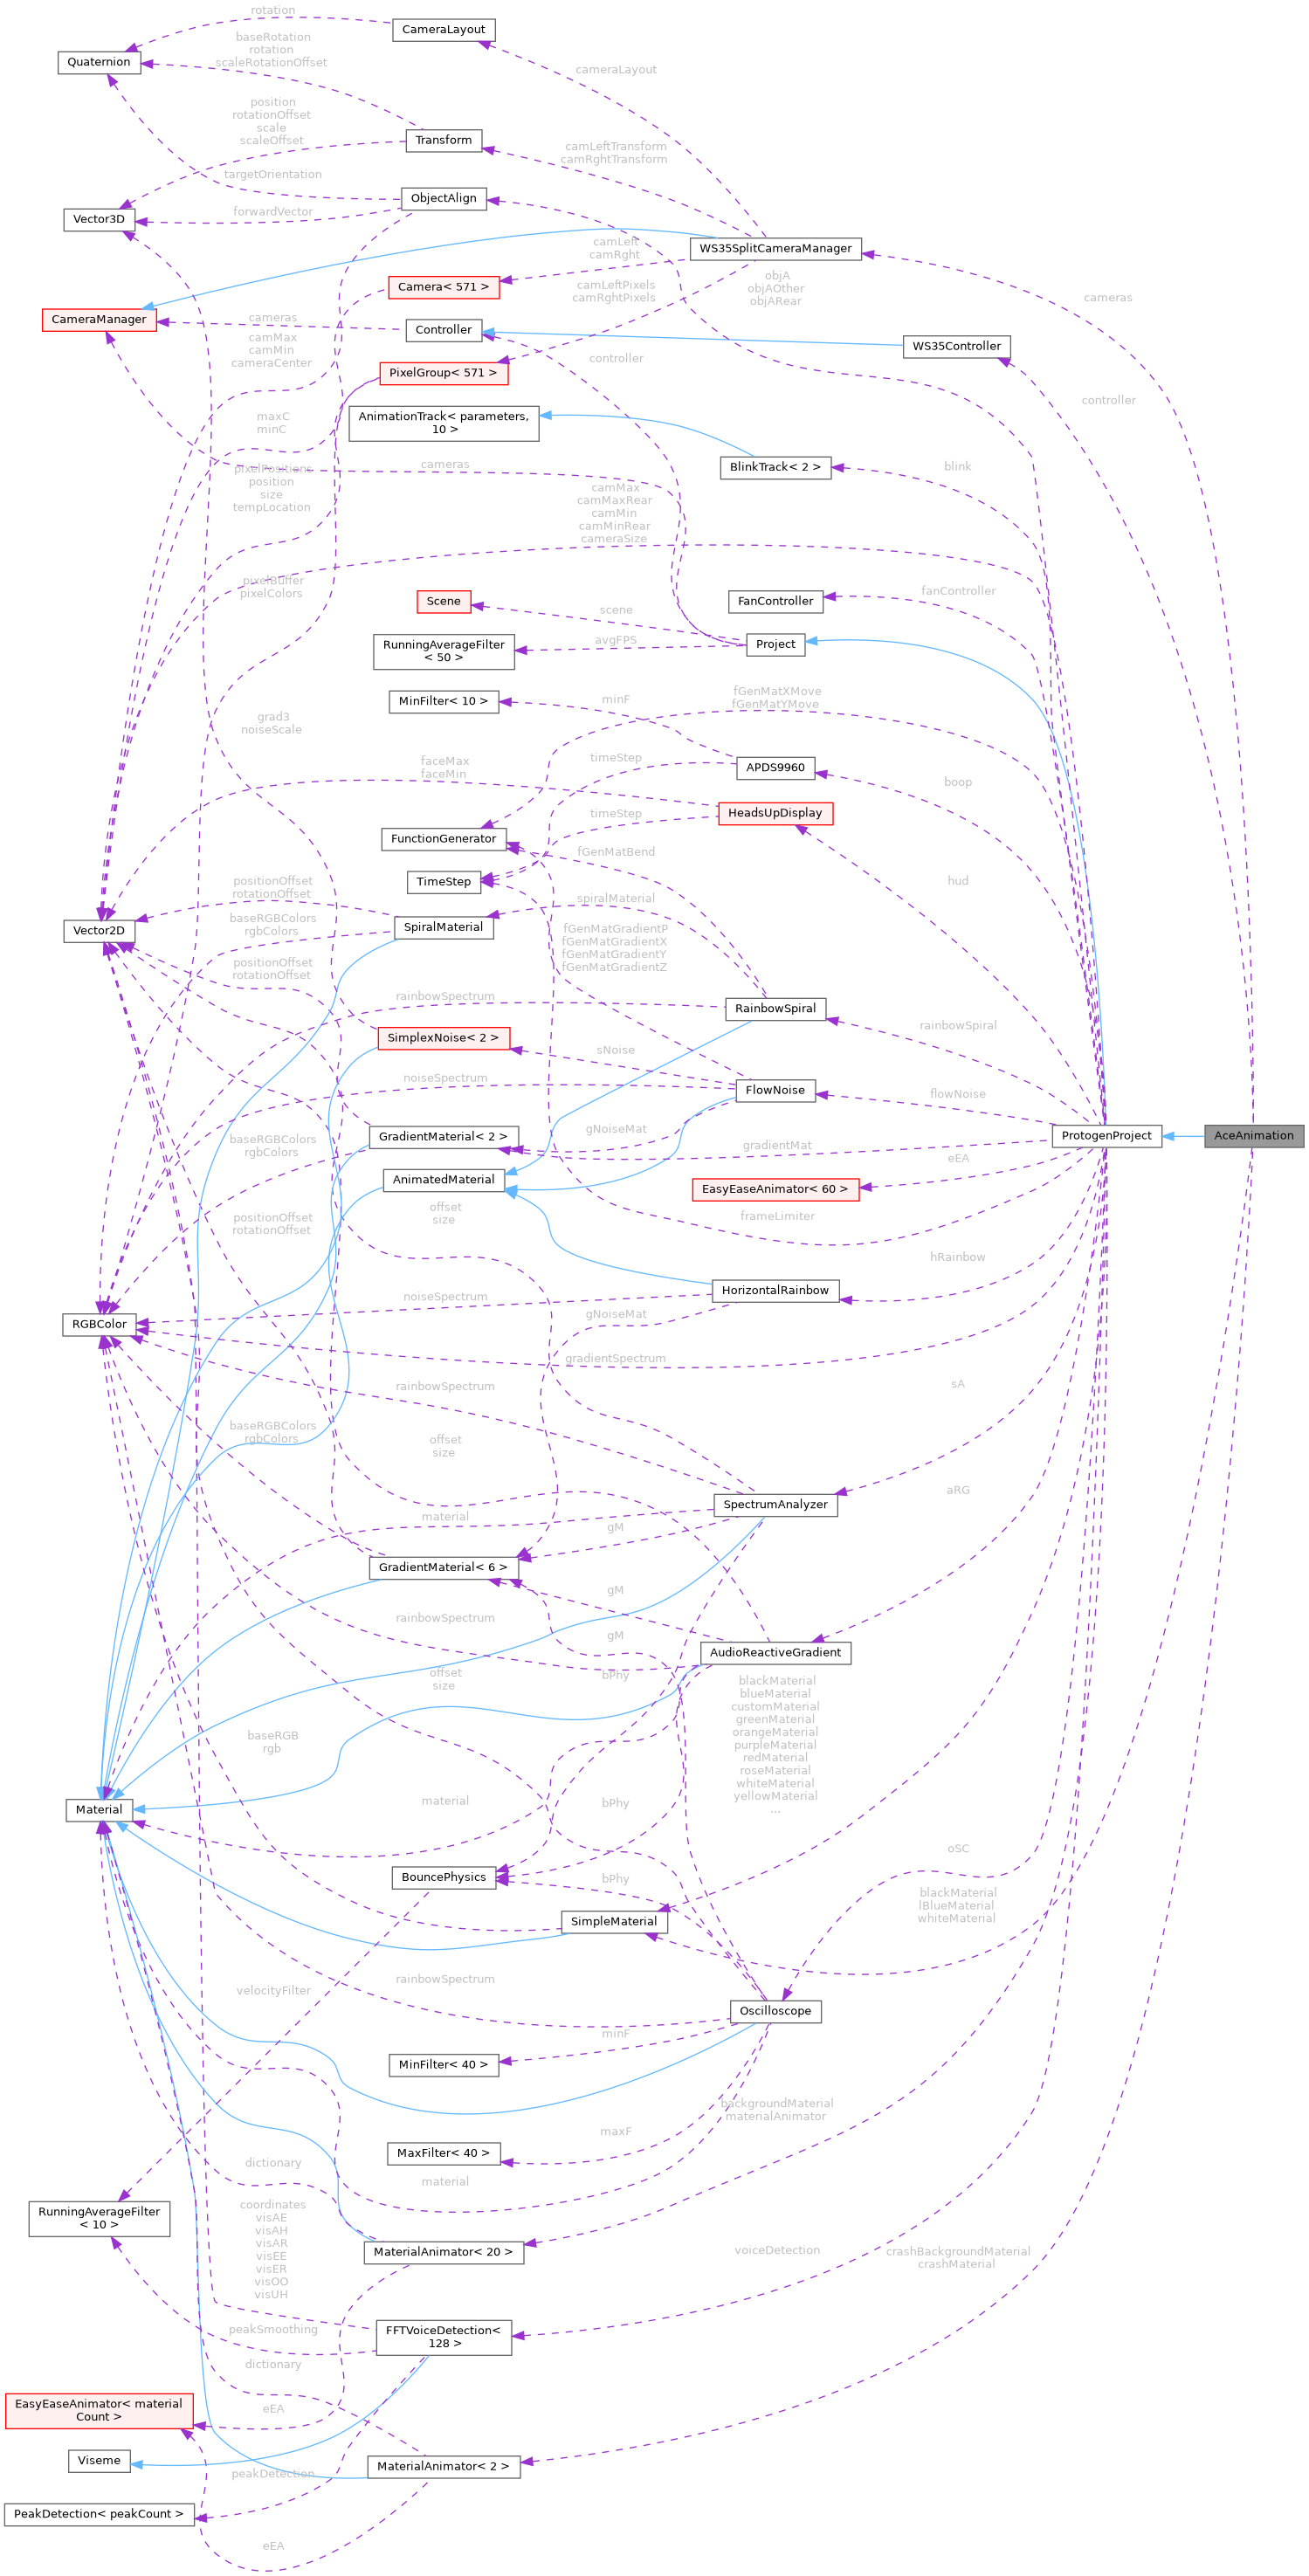 rotation
CameraLayout
baseRotation
rotation
scaleRotationOffset
Quaternion
cameraLayout
position
rotationOffset
scale
scaleOffset
Transform
camLeftTransform
camRghtTransform
targetOrientation
ObjectAlign
forwardVector
Vector3D
camLeft
camRght
WS35SplitCameraManager
objA
objAOther
objARear
camLeftPixels
camRghtPixels
Camera< 571 >
cameras
CameraManager
cameras
Controller
camMax
camMin
cameraCenter
controller
WS35Controller
PixelGroup< 571 >
controller
maxC
minC
AnimationTrack< parameters,
10 >
pixelPositions
position
size
tempLocation
cameras
BlinkTrack< 2 >
blink
camMax
camMaxRear
camMin
camMinRear
cameraSize
pixelBuffer
pixelColors
Scene
scene
FanController
fanController
RunningAverageFilter
< 50 >
avgFPS
Project
MinFilter< 10 >
minF
fGenMatXMove
fGenMatYMove
grad3
noiseScale
faceMax
faceMin
timeStep
APDS9960
boop
timeStep
HeadsUpDisplay
FunctionGenerator
fGenMatBend
TimeStep
hud
positionOffset
rotationOffset
spiralMaterial
baseRGBColors
rgbColors
SpiralMaterial
Vector2D
fGenMatGradientP
fGenMatGradientX
fGenMatGradientY
fGenMatGradientZ
positionOffset
rotationOffset
rainbowSpectrum
RainbowSpiral
rainbowSpiral
SimplexNoise< 2 >
sNoise
noiseSpectrum
FlowNoise
flowNoise
baseRGBColors
rgbColors
GradientMaterial< 2 >
gNoiseMat
gradientMat
ProtogenProject
AceAnimation
AnimatedMaterial
EasyEaseAnimator< 60 >
eEA
offset
size
positionOffset
rotationOffset
frameLimiter
hRainbow
noiseSpectrum
HorizontalRainbow
gNoiseMat
RGBColor
gradientSpectrum
rainbowSpectrum
sA
baseRGBColors
rgbColors
offset
size
aRG
SpectrumAnalyzer
material
gM
GradientMaterial< 6 >
gM
rainbowSpectrum
gM
AudioReactiveGradient
offset
size
bPhy
blackMaterial
blueMaterial
customMaterial
greenMaterial
orangeMaterial
purpleMaterial
redMaterial
roseMaterial
whiteMaterial
yellowMaterial
...
baseRGB
rgb
material
bPhy
Material
oSC
BouncePhysics
bPhy
blackMaterial
lBlueMaterial
whiteMaterial
SimpleMaterial
velocityFilter
rainbowSpectrum
Oscilloscope
minF
MinFilter< 40 >
backgroundMaterial
materialAnimator
maxF
MaxFilter< 40 >
dictionary
material
RunningAverageFilter
< 10 >
coordinates
visAE
visAH
visAR
visEE
visER
visOO
visUH
MaterialAnimator< 20 >
voiceDetection
crashBackgroundMaterial
crashMaterial
peakSmoothing
FFTVoiceDetection<
128 >
dictionary
EasyEaseAnimator< material
Count >
eEA
Viseme
peakDetection
MaterialAnimator< 2 >
PeakDetection< peakCount >
eEA